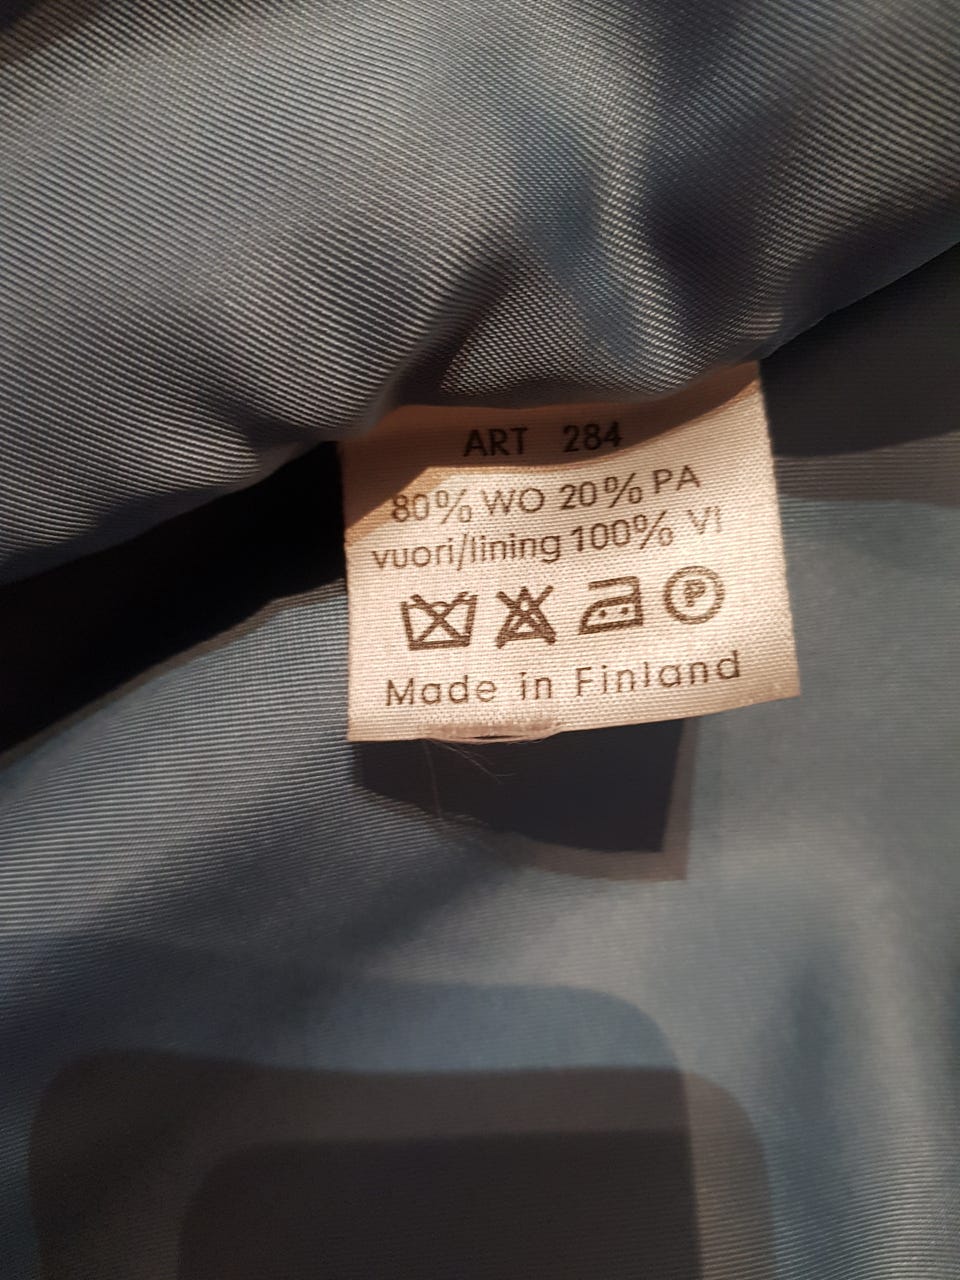 ART 284
80% WO 20% PA
vuori/lining 100% VI
P
Made in Finland